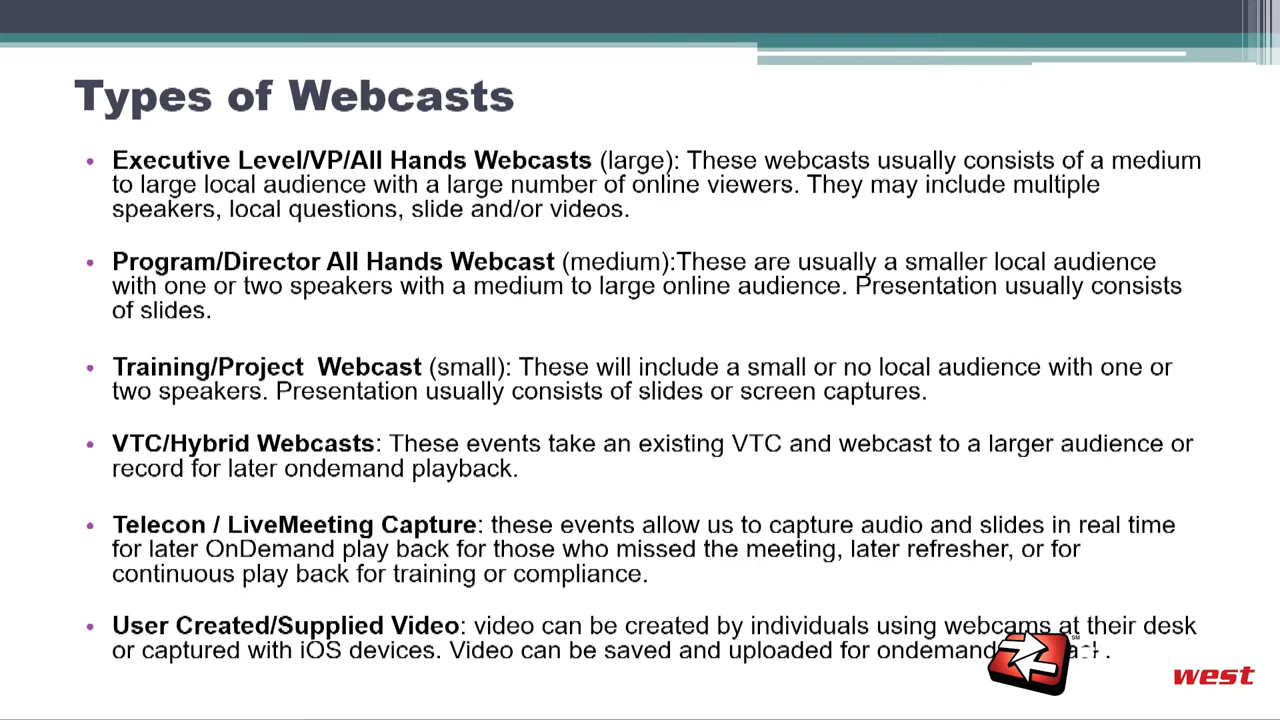 Types of Webcasts
• Executive Level/VP/All Hands Webcasts (large): These webcasts usually consists of a medium
to large local audience with a large number of online viewers. They may include multiple
speakers, local questions, slide and/or videos.
• Program/Director All Hands Webcast (medium):These are usually a smaller local audience
with one or two speakers with a medium to large online audience. Presentation usually consists
of slides.
• Training/Project Webcast (small): These will include a small or no local audience with one or
two speakers. Presentation usually consists of slides or screen captures.
• VTC/Hybrid Webcasts: These events take an existing VTC and webcast to a larger audience or
record for later ondemand playback.
• Telecon / LiveMeeting Capture: these events allow us to capture audio and slides in real time
for later OnDemand play back for those who missed the meeting, later refresher, or for
continuous play back for training or compliance.
• User Created/Supplied Video: video can be created by individuals using webcams at their desk
or captured with iOS devices. Video can be saved and uploaded for ondemand
west